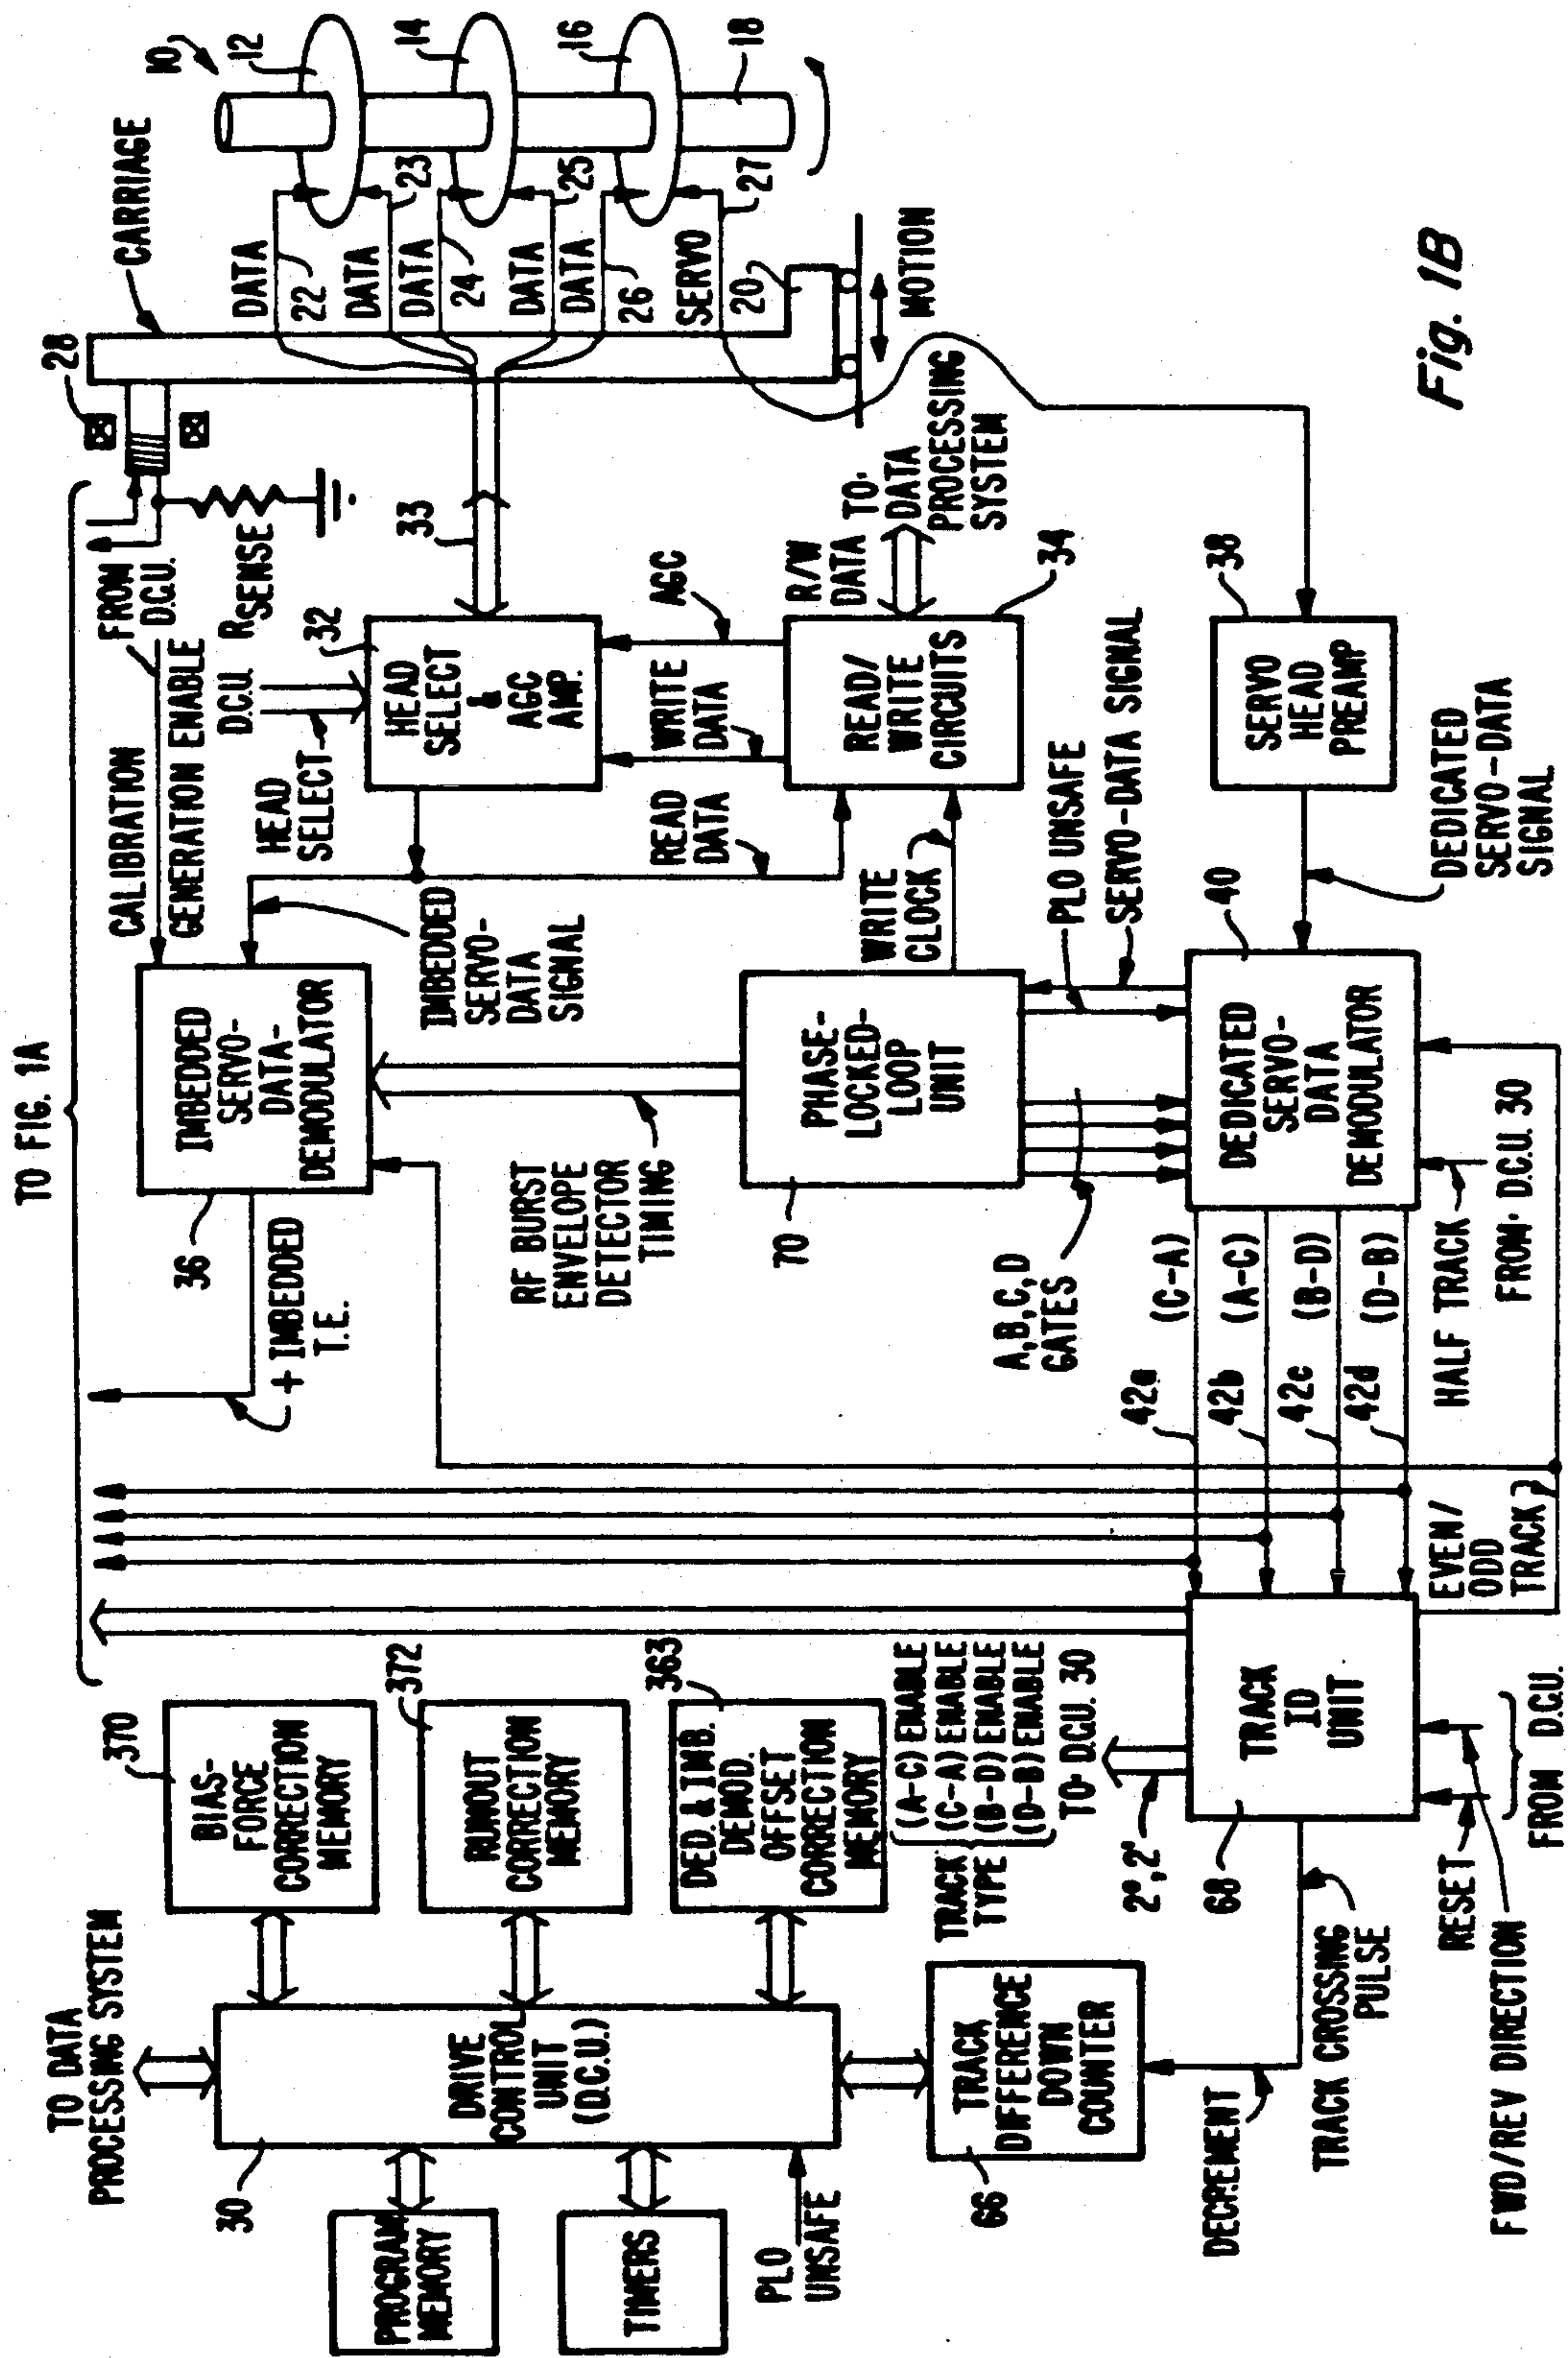 TO FIG. 1A
TO DATA
PROCESSING SYSTEM
30
DRIVE
CONTROL
UNIT
(D.C.U.)
PROGRAM
MEMORY
TIMERS
PLO
UNSAFE
370
BIAS-
FORCE
CORRECTION
MEMORY
372
RUNOUT
CORRECTION
MEMORY
363
DED. & IMB.
DEMOD.
OFFSET
CORRECTION
MEMORY
TRACK
TYPE
(A-C) ENABLE
(C-A) ENABLE
(B-D) ENABLE
(D-B) ENABLE
2°, 2'
TO D.C.U. 30
66
TRACK
DIFFERENCE
DOWN
COUNTER
DECREMENT
TRACK CROSSING
PULSE
68
TRACK
ID
UNIT
RESET
FWD/REV DIRECTION
FROM D.C.U.
EVEN/
ODD
TRACK
+ IMBEDDED
T.E.
36
IMBEDDED
SERVO-
DATA-
DEMODULATOR
CALIBRATION
GENERATION ENABLE
FROM
D.C.U.
HEAD
SELECT
D.C.U.
RSENSE
32
HEAD
SELECT
&
AGC
AMP.
33
IMBEDDED
SERVO-
DATA
SIGNAL
READ
DATA
WRITE
DATA
AGC
RF BURST
ENVELOPE
DETECTOR
TIMING
70
PHASE-
LOCKED-
LOOP
UNIT
WRITE
CLOCK
READ/
WRITE
CIRCUITS
34
R/W
DATA TO
DATA
PROCESSING
SYSTEM
A,B,C,D
GATES
PLO UNSAFE
SERVO-DATA SIGNAL
42a
42b
42c
42d
(C-A)
(A-C)
(B-D)
(D-B)
HALF TRACK
FROM D.C.U. 30
40
DEDICATED
SERVO-
DATA
DEMODULATOR
DEDICATED
SERVO-DATA
SIGNAL
38
SERVO
HEAD
PREAMP
28
CARRIAGE
DATA
22
DATA
23
DATA
24
DATA
25
DATA
26
SERVO
27
20
MOTION
10
12
14
16
18
Fig. 1B